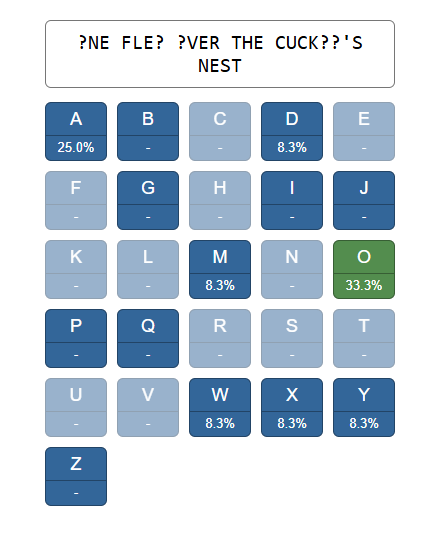 ?NE FLE? ?VER THE CUCK??'S
NEST
A B C D E
25.0% - - 8.3% -
F G H I J
- - - - -
K L M N O
- - 8.3% - 33.3%
P Q R S T
- - - - -
U V W X Y
- - 8.3% 8.3% 8.3%
Z
-